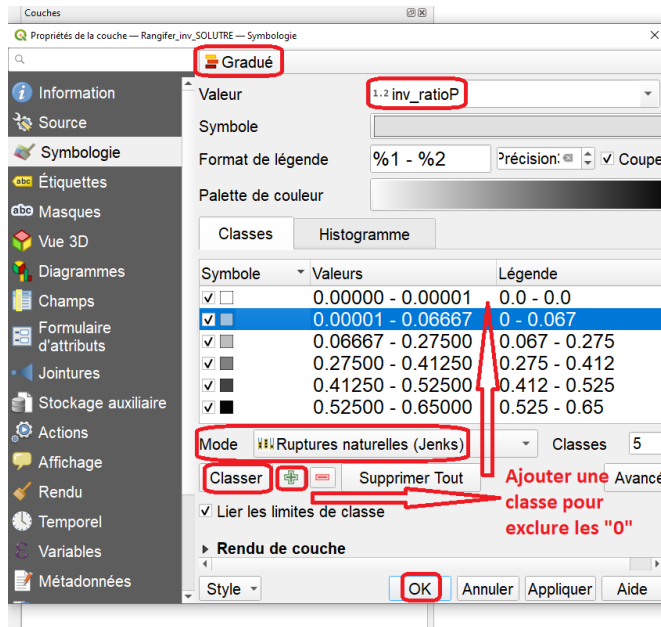 Couches
Propriétés de la couche — Rangifer_inv_SOLUTRE — Symbologie
Gradué
Information
Source
Symbologie
Étiquettes
Masques
Vue 3D
Diagrammes
Champs
Formulaire
d'attributs
Jointures
Stockage auxiliaire
Actions
Affichage
Rendu
Temporel
Variables
Métadonnées
Valeur 1.2 inv_ratioP
Symbole
Format de légende %1 - %2 Précision: Coupe
Palette de couleur
Classes Histogramme
Symbole Valeurs Légende
0.00000 - 0.00001 0.0 - 0.0
0.00001 - 0.06667 0 - 0.067
0.06667 - 0.27500 0.067 - 0.275
0.27500 - 0.41250 0.275 - 0.412
0.41250 - 0.52500 0.412 - 0.525
0.52500 - 0.65000 0.525 - 0.65
Mode Ruptures naturelles (Jenks) Classes 5
Classer Supprimer Tout Avancé
Ajouter une
classe pour
exclure les "0"
Lier les limites de classe
Rendu de couche
Style OK Annuler Appliquer Aide